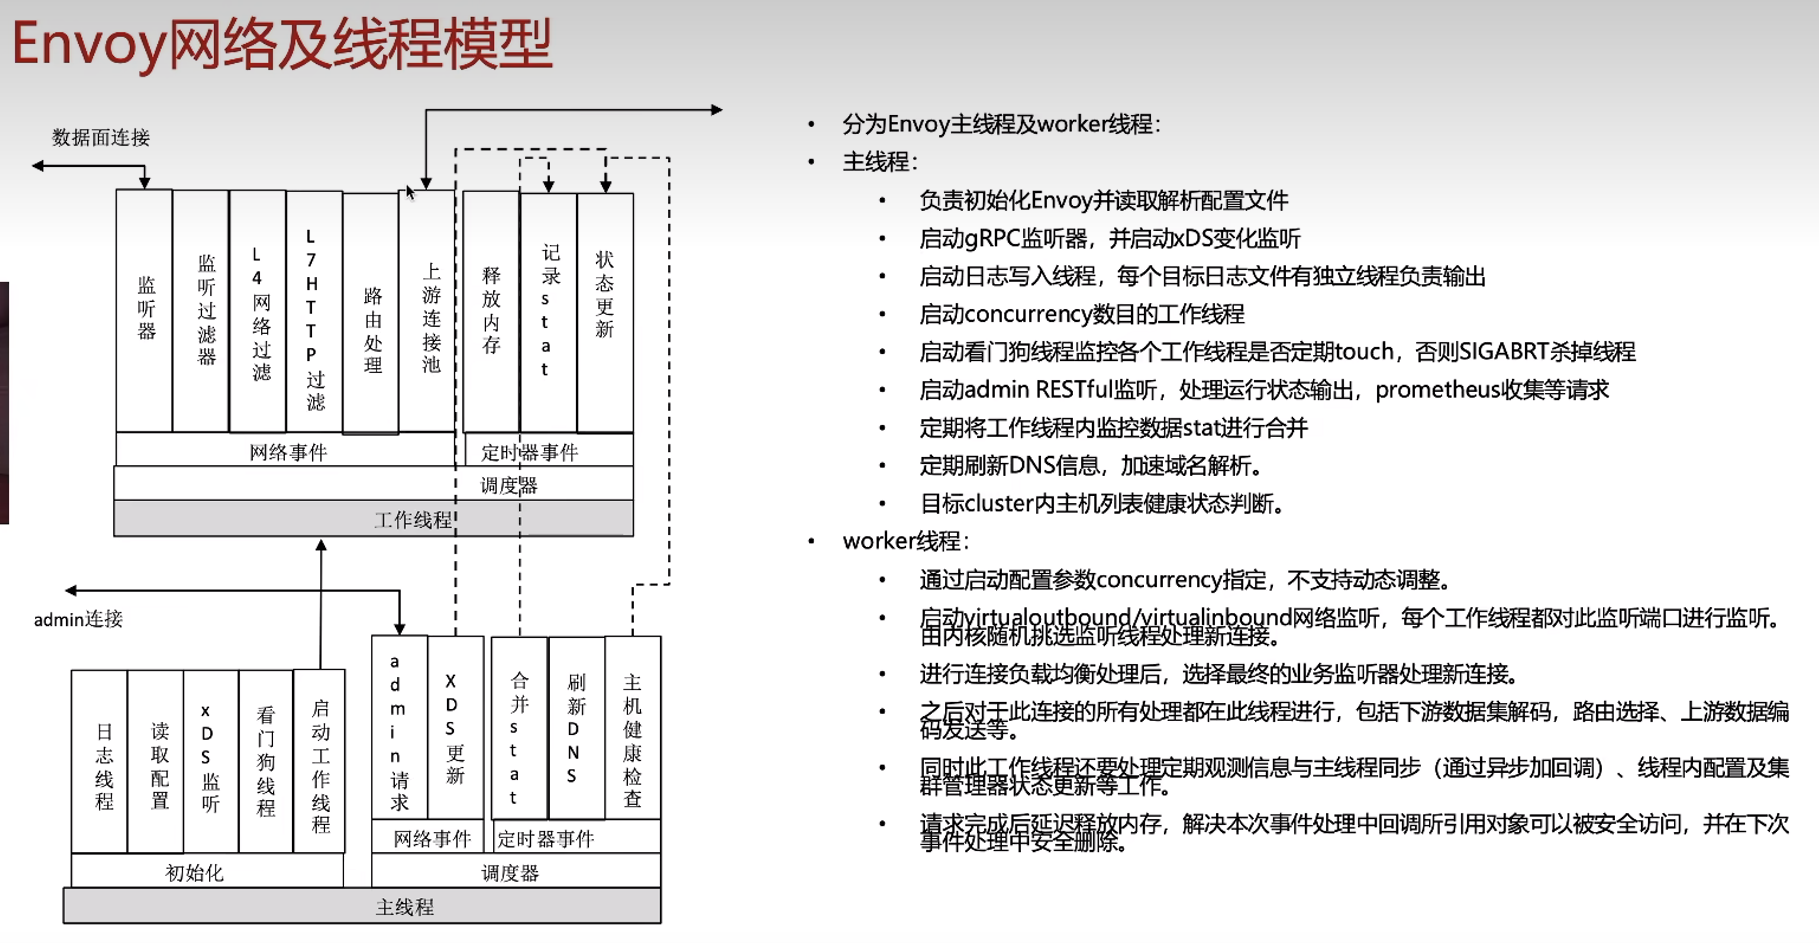 Envoy网络及线程模型
数据面连接
监听器
监听过滤器
L4网络过滤
L7HTTP过滤
路由处理
上游连接池
释放内存
记录stat
状态更新
网络事件
定时器事件
调度器
工作线程
admin连接
日志线程
读取配置
xDS监听
看门狗线程
启动工作线程
admin请求
XDS更新
合并stat
刷新DNS
主机健康检查
网络事件
定时器事件
初始化
调度器
主线程
• 分为Envoy主线程及worker线程：
• 主线程：
• 负责初始化Envoy并读取解析配置文件
• 启动gRPC监听器，并启动xDS变化监听
• 启动日志写入线程，每个目标日志文件有独立线程负责输出
• 启动concurrency数目的工作线程
• 启动看门狗线程监控各个工作线程是否定期touch，否则SIGABRT杀掉线程
• 启动admin RESTful监听，处理运行状态输出，prometheus收集等请求
• 定期将工作线程内监控数据stat进行合并
• 定期刷新DNS信息，加速域名解析。
• 目标cluster内主机列表健康状态判断。
• worker线程：
• 通过启动配置参数concurrency指定，不支持动态调整。
• 启动virtualoutbound/virtualinbound网络监听，每个工作线程都对此监听端口进行监听。
由内核随机挑选监听线程处理新连接。
• 进行连接负载均衡处理后，选择最终的业务监听器处理新连接。
• 之后对于此连接的所有处理都在此线程进行，包括下游数据集解码，路由选择、上游数据编
码发送等。
• 同时此工作线程还要处理定期观测信息与主线程同步（通过异步加回调）、线程内配置及集
群管理器状态更新等工作。
• 请求完成后延迟释放内存，解决本次事件处理中回调所引用对象可以被安全访问，并在下次
事件处理中安全删除。